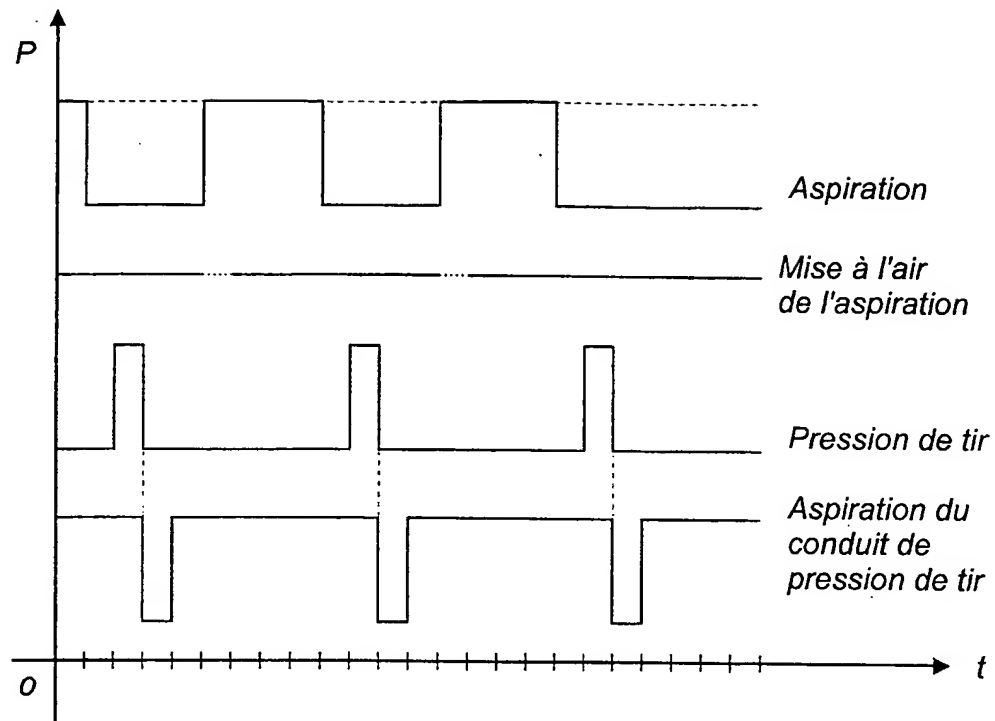 P
Aspiration
Mise à l'air
de l'aspiration
Pression de tir
Aspiration du
conduit de
pression de tir
o
t